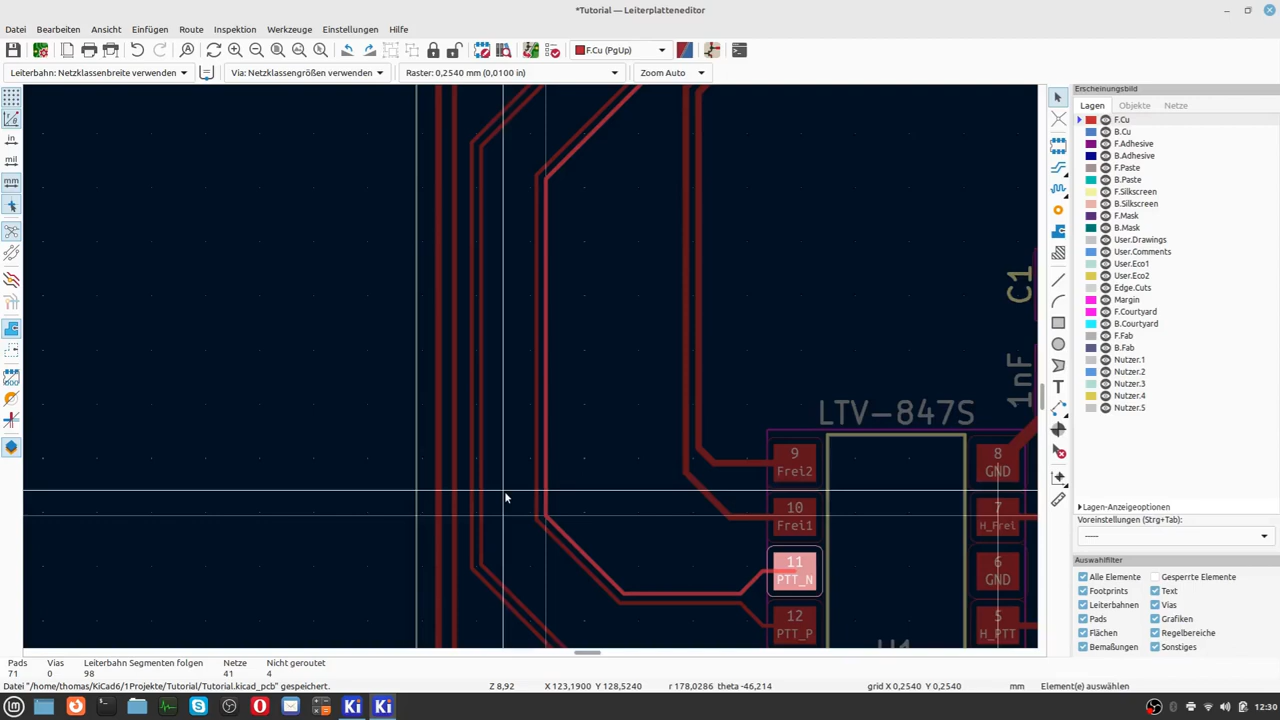 *Tutorial — Leiterplatteneditor
Datei Bearbeiten Ansicht Einfügen Route Inspektion Werkzeuge Einstellungen Hilfe
F.Cu (PgUp)
Leiterbahn: Netzklassenbreite verwenden Via: Netzklassengrößen verwenden Raster: 0,2540 mm (0,0100 in) Zoom Auto
Erscheinungsbild
Lagen Objekte Netze
F.Cu
B.Cu
F.Adhesive
B.Adhesive
F.Paste
B.Paste
F.Silkscreen
B.Silkscreen
F.Mask
B.Mask
User.Drawings
User.Comments
User.Eco1
User.Eco2
Edge.Cuts
Margin
F.Courtyard
B.Courtyard
F.Fab
B.Fab
Nutzer.1
Nutzer.2
Nutzer.3
Nutzer.4
Nutzer.5
Lagen-Anzeigeoptionen
Voreinstellungen (Strg+Tab):
-----
Auswahlfilter
Alle Elemente Gesperrte Elemente
Footprints Text
Leiterbahnen Vias
Pads Grafiken
Flächen Regelbereiche
Bemaßungen Sonstiges
in
mil
mm
C1
1nF
LTV-847S
9
Frei2
8
GND
10
Frei1
7
H_Frei
11
PTT_N
6
GND
12
PTT_P
5
H_PTT
U1
Pads Vias Leiterbahn Segmenten folgen Netze Nicht geroutet
71 0 98 41 4
Datei "/home/thomas/KiCad6/1Projekte/Tutorial/Tutorial.kicad_pcb" gespeichert. Z 8,92 X 123,1900 Y 128,5240 r 178,0286 theta -46,214 grid X 0,2540 Y 0,2540 mm Element(e) auswählen
12:30